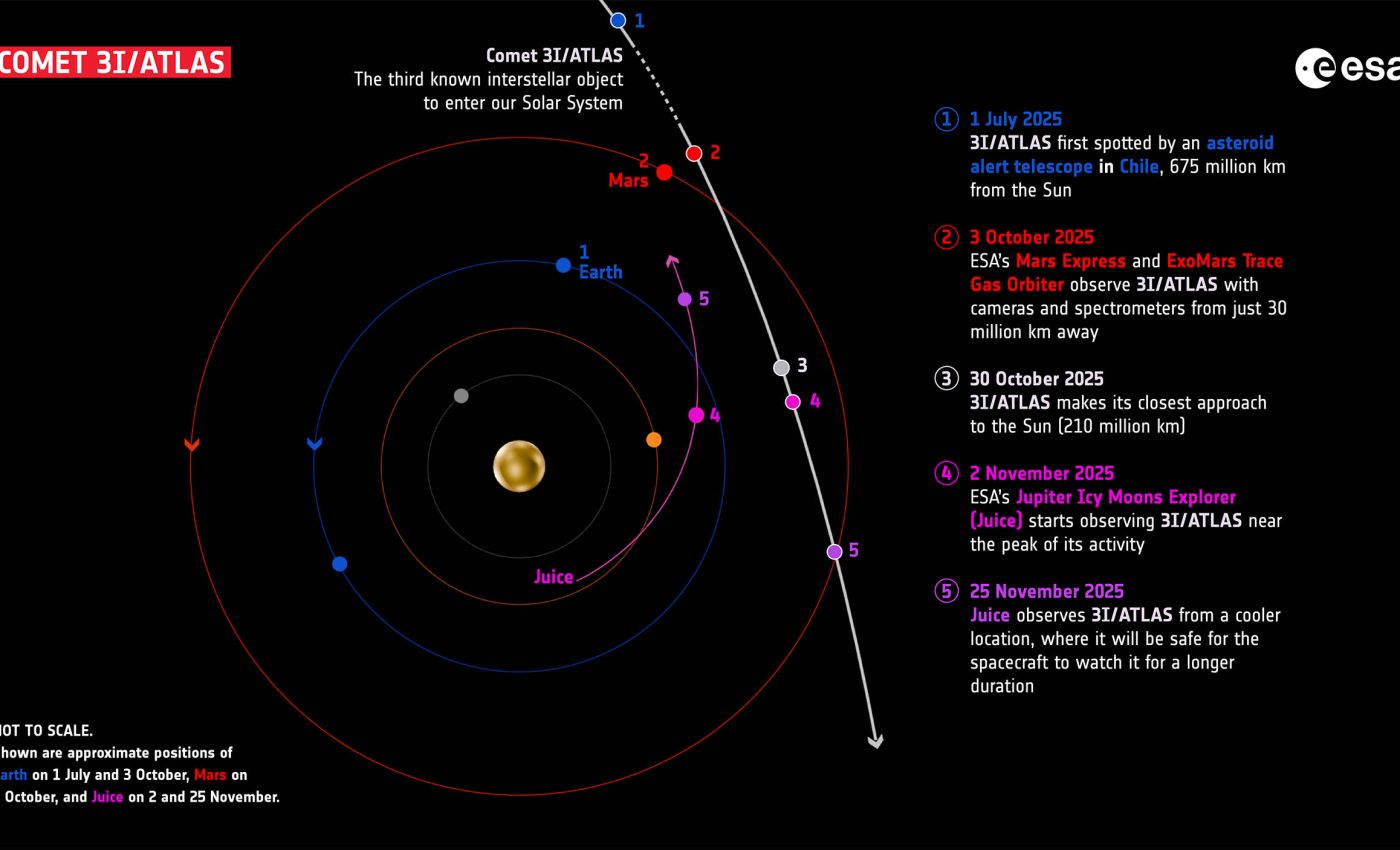 COMET 3I/ATLAS
esa
1
Comet 3I/ATLAS
The third known interstellar object
to enter our Solar System
2
2
Mars
1
Earth
5
3
4
4
5
Juice
1 1 July 2025
3I/ATLAS first spotted by an asteroid
alert telescope in Chile, 675 million km
from the Sun
2 3 October 2025
ESA's Mars Express and ExoMars Trace
Gas Orbiter observe 3I/ATLAS with
cameras and spectrometers from just 30
million km away
3 30 October 2025
3I/ATLAS makes its closest approach
to the Sun (210 million km)
4 2 November 2025
ESA's Jupiter Icy Moons Explorer
(Juice) starts observing 3I/ATLAS near
the peak of its activity
5 25 November 2025
Juice observes 3I/ATLAS from a cooler
location, where it will be safe for the
spacecraft to watch it for a longer
duration
OT TO SCALE.
hown are approximate positions of
arth on 1 July and 3 October, Mars on
October, and Juice on 2 and 25 November.